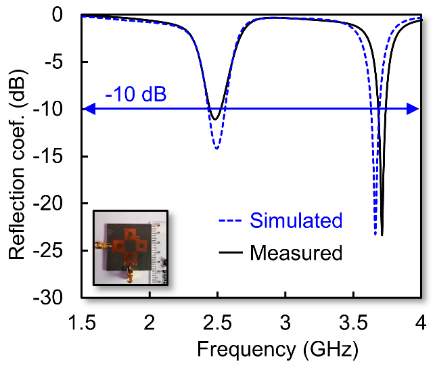 0
-5
-10
-15
-20
-25
-30
Reflection coef. (dB)
-10 dB
Simulated
Measured
1.5 2 2.5 3 3.5 4
Frequency (GHz)